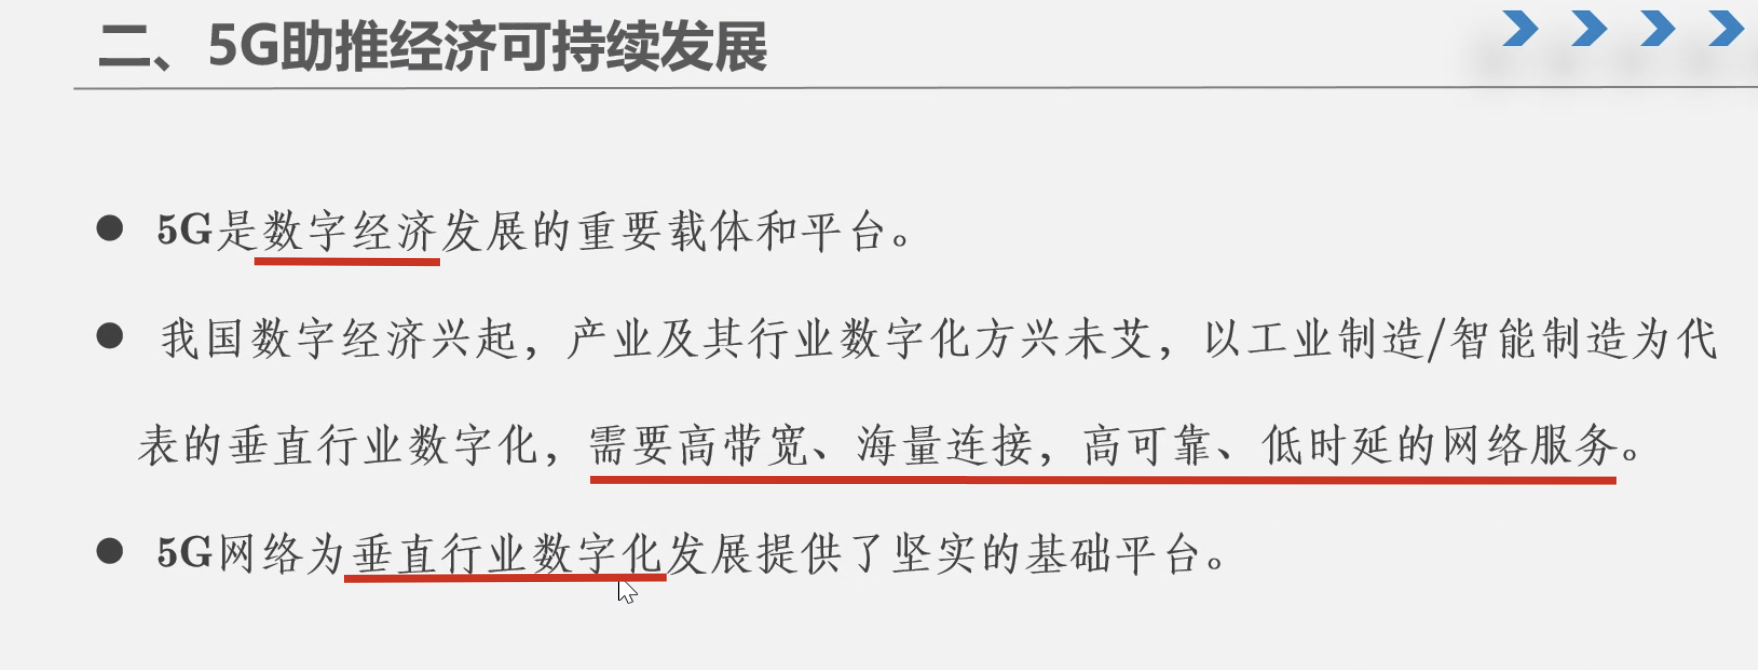 二、5G助推经济可持续发展
● 5G是数字经济发展的重要载体和平台。
● 我国数字经济兴起，产业及其行业数字化方兴未艾，以工业制造/智能制造为代
表的垂直行业数字化，需要高带宽、海量连接，高可靠、低时延的网络服务。
● 5G网络为垂直行业数字化发展提供了坚实的基础平台。